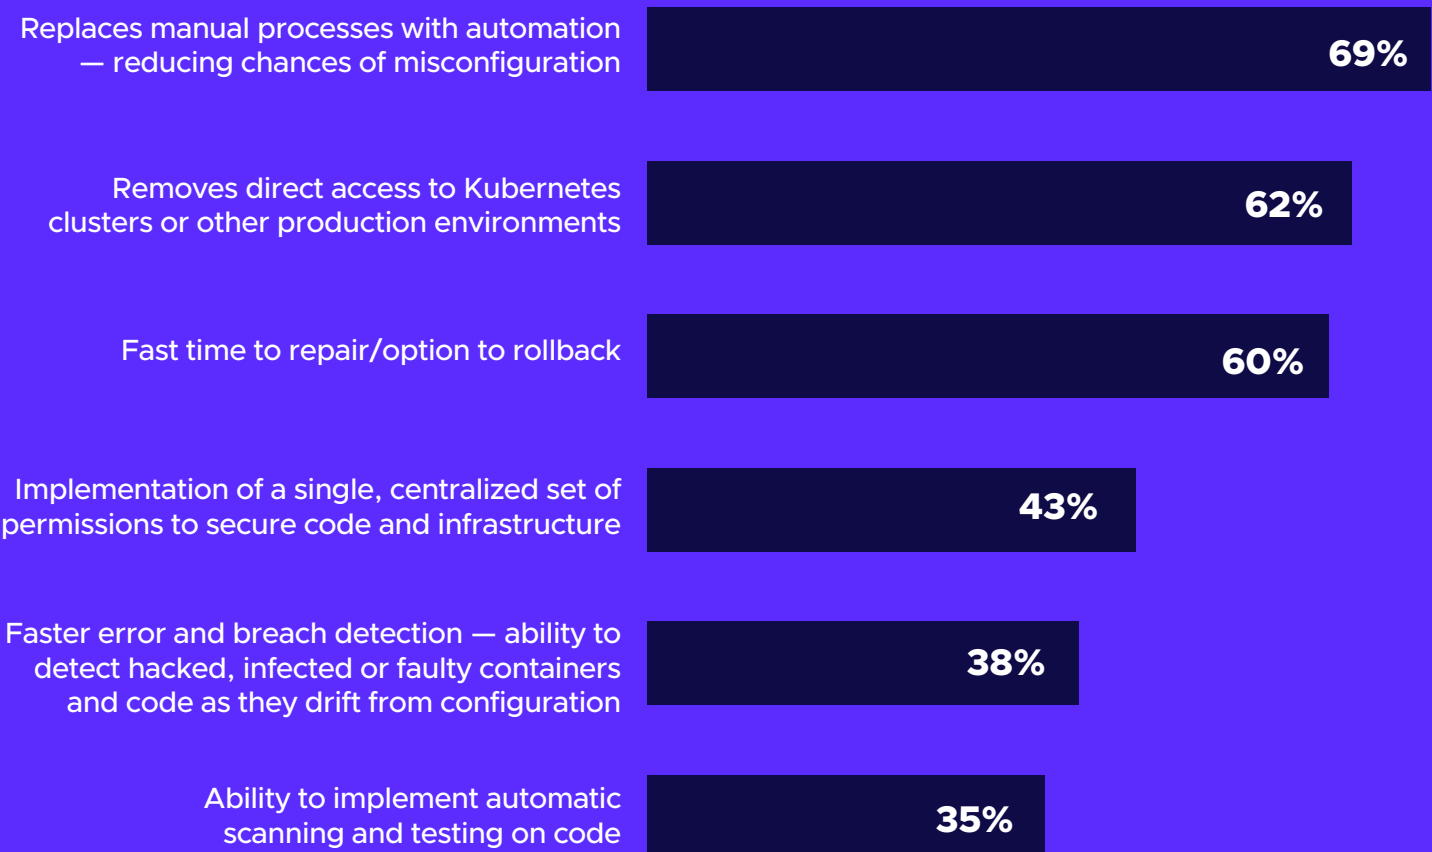 Replaces manual processes with automation
— reducing chances of misconfiguration
69%
Removes direct access to Kubernetes
clusters or other production environments
62%
Fast time to repair/option to rollback
60%
Implementation of a single, centralized set of
permissions to secure code and infrastructure
43%
Faster error and breach detection — ability to
detect hacked, infected or faulty containers
and code as they drift from configuration
38%
Ability to implement automatic
scanning and testing on code
35%